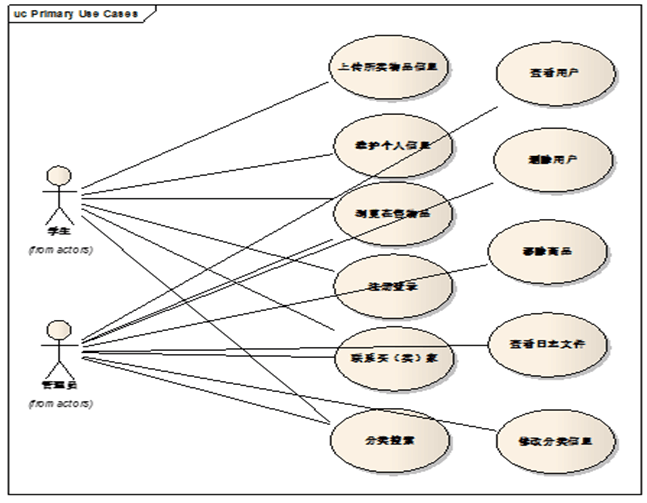 uc Primary Use Cases
上传所卖物品信息
查看用户
维护个人信息
删除用户
学生
(from actors)
浏览在售物品
移除商品
注册登录
管理员
(from actors)
联系买（卖）家
查看日志文件
分类搜索
修改分类信息